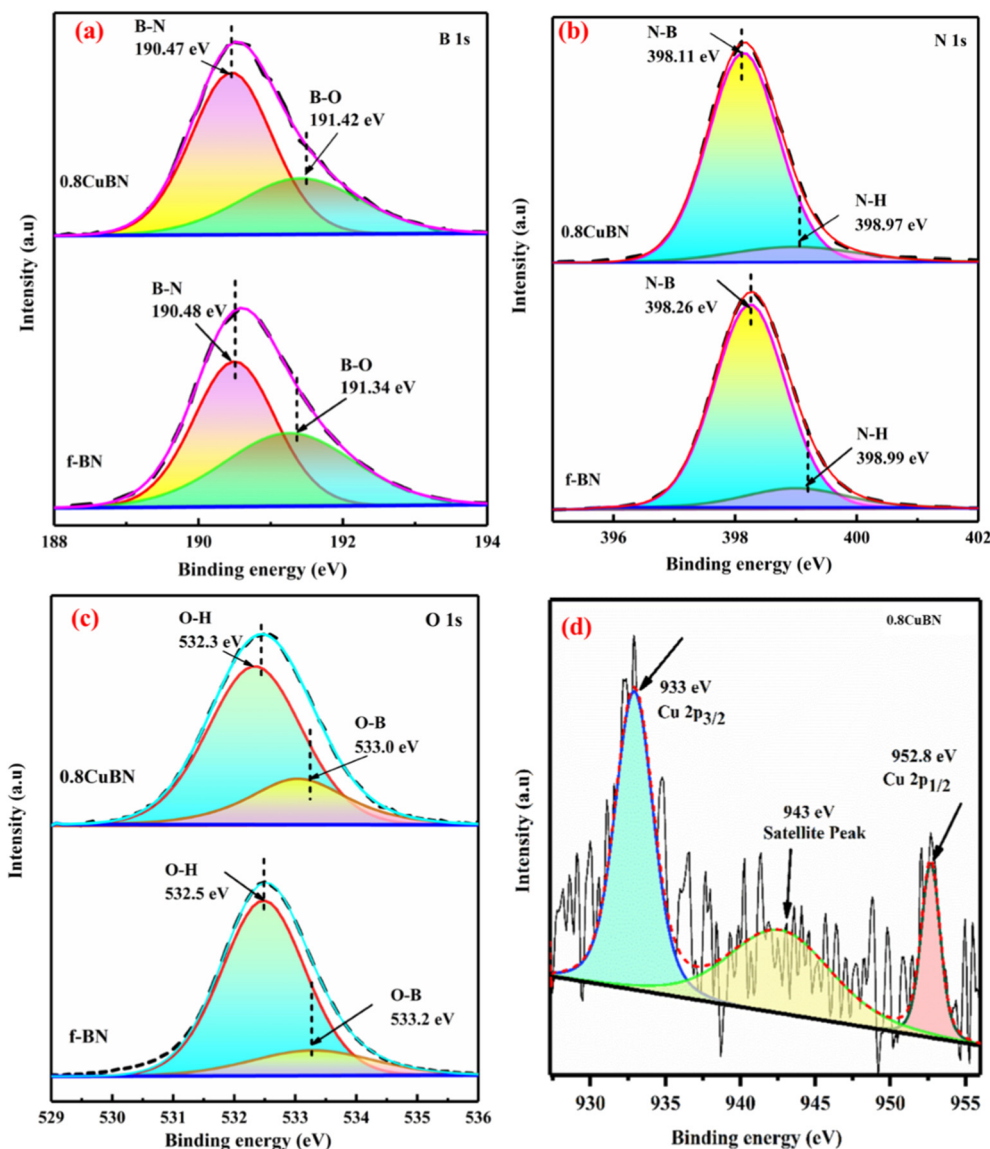 (a)
B 1s
B-N
190.47 eV
B-O
191.42 eV
0.8CuBN
B-N
190.48 eV
B-O
191.34 eV
f-BN
Intensity (a.u)
188
190
192
194
Binding energy (eV)
(b)
N 1s
N-B
398.11 eV
N-H
398.97 eV
0.8CuBN
N-B
398.26 eV
N-H
398.99 eV
f-BN
Intensity (a.u)
396
398
400
402
Binding energy (eV)
(c)
O 1s
O-H
532.3 eV
O-B
533.0 eV
0.8CuBN
O-H
532.5 eV
O-B
533.2 eV
f-BN
Intensity (a.u)
529
530
531
532
533
534
535
536
Binding energy (eV)
(d)
0.8CuBN
933 eV
Cu 2p3/2
952.8 eV
Cu 2p1/2
943 eV
Satellite Peak
Intensity (a.u)
930
935
940
945
950
955
Binding energy (eV)